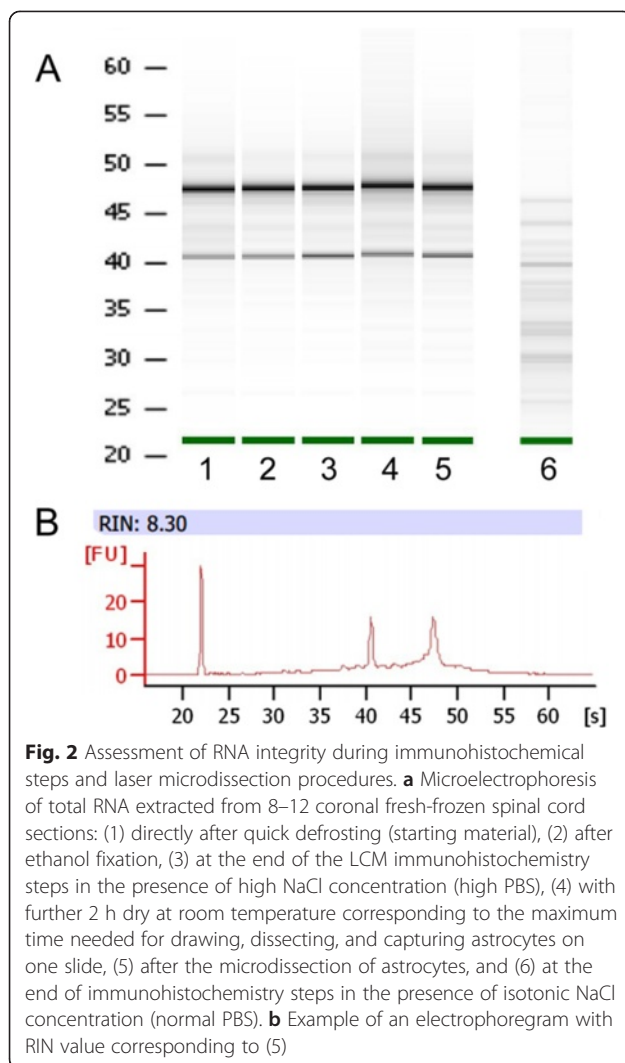 A
60
55
50
45
40
35
30
25
20
1 2 3 4 5 6
B
RIN: 8.30
[FU]
20
10
0
20 25 30 35 40 45 50 55 60 [s]
Fig. 2 Assessment of RNA integrity during immunohistochemical
steps and laser microdissection procedures. a Microelectrophoresis
of total RNA extracted from 8–12 coronal fresh-frozen spinal cord
sections: (1) directly after quick defrosting (starting material), (2) after
ethanol fixation, (3) at the end of the LCM immunohistochemistry
steps in the presence of high NaCl concentration (high PBS), (4) with
further 2 h dry at room temperature corresponding to the maximum
time needed for drawing, dissecting, and capturing astrocytes on
one slide, (5) after the microdissection of astrocytes, and (6) at the
end of immunohistochemistry steps in the presence of isotonic NaCl
concentration (normal PBS). b Example of an electrophoregram with
RIN value corresponding to (5)